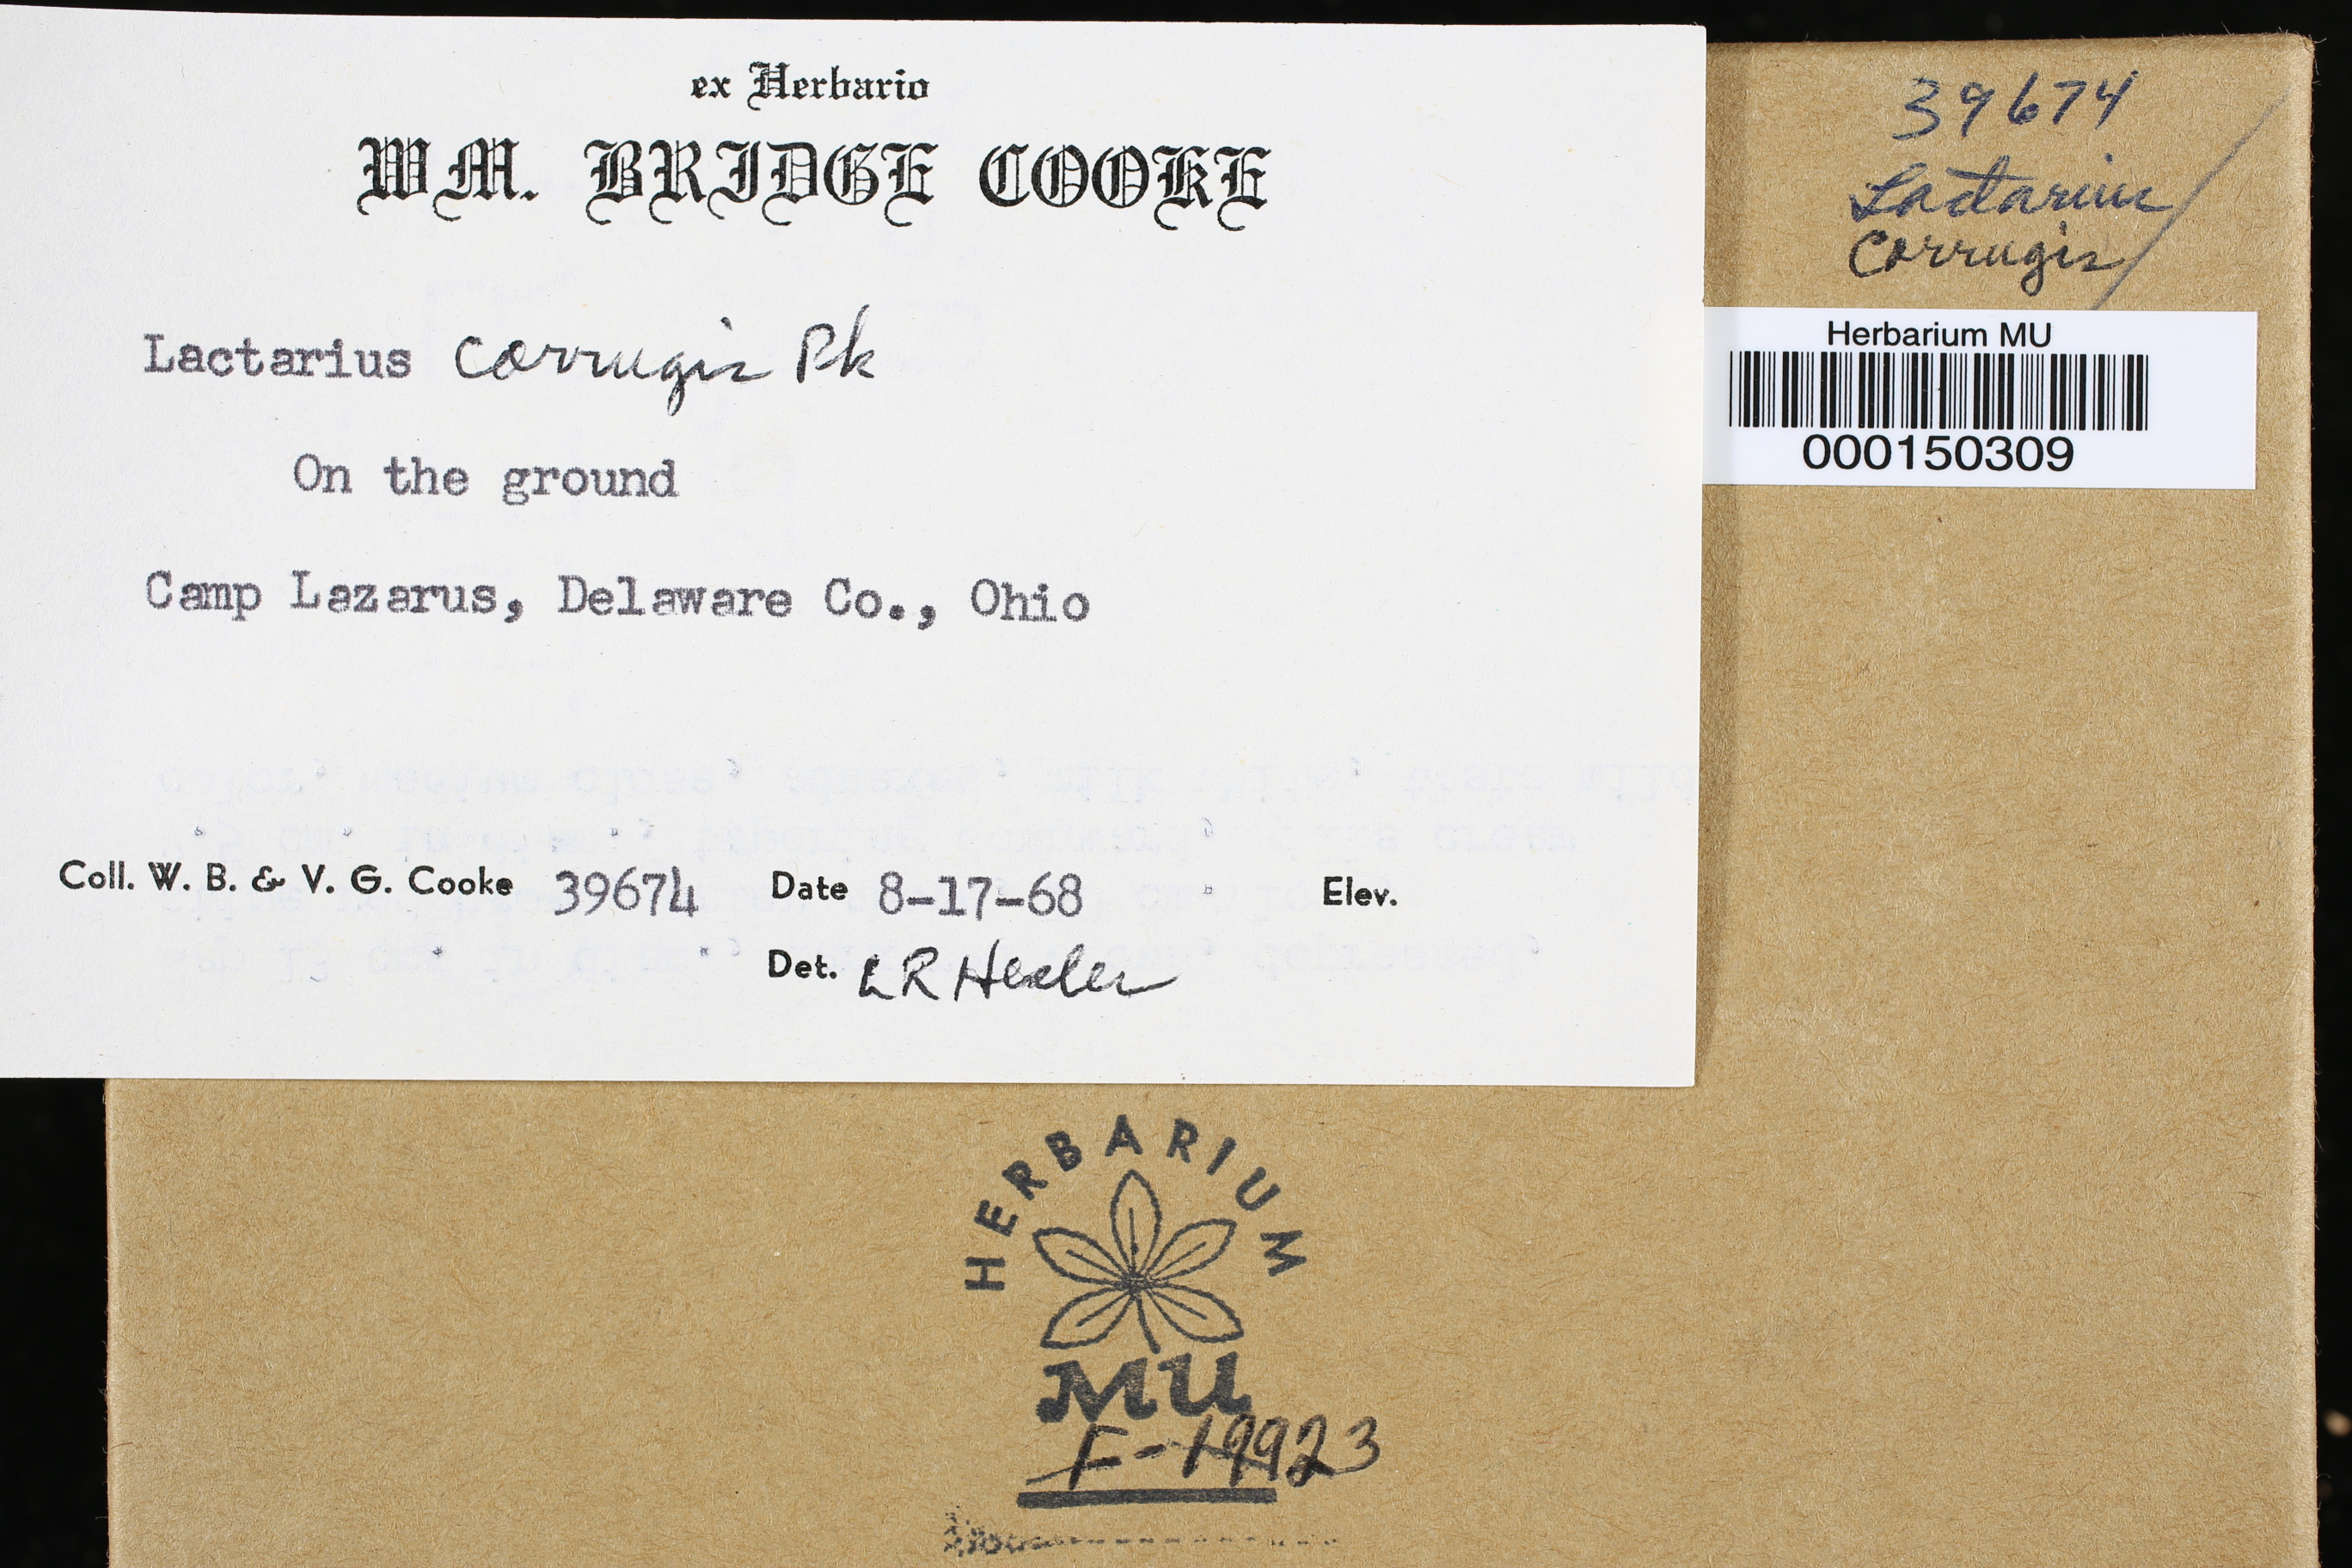 ex Herbario
WM. BRIDGE COOKE
Lactarius corrugis Pk
On the ground
Camp Lazarus, Delaware Co., Ohio
Coll. W. B. & V. G. Cooke 39674 Date 8-17-68 Elev.
Det. L R Hesler
39674
Lactarius
corrugis
Herbarium MU
000150309
HERBARIUM
MU
F-19923